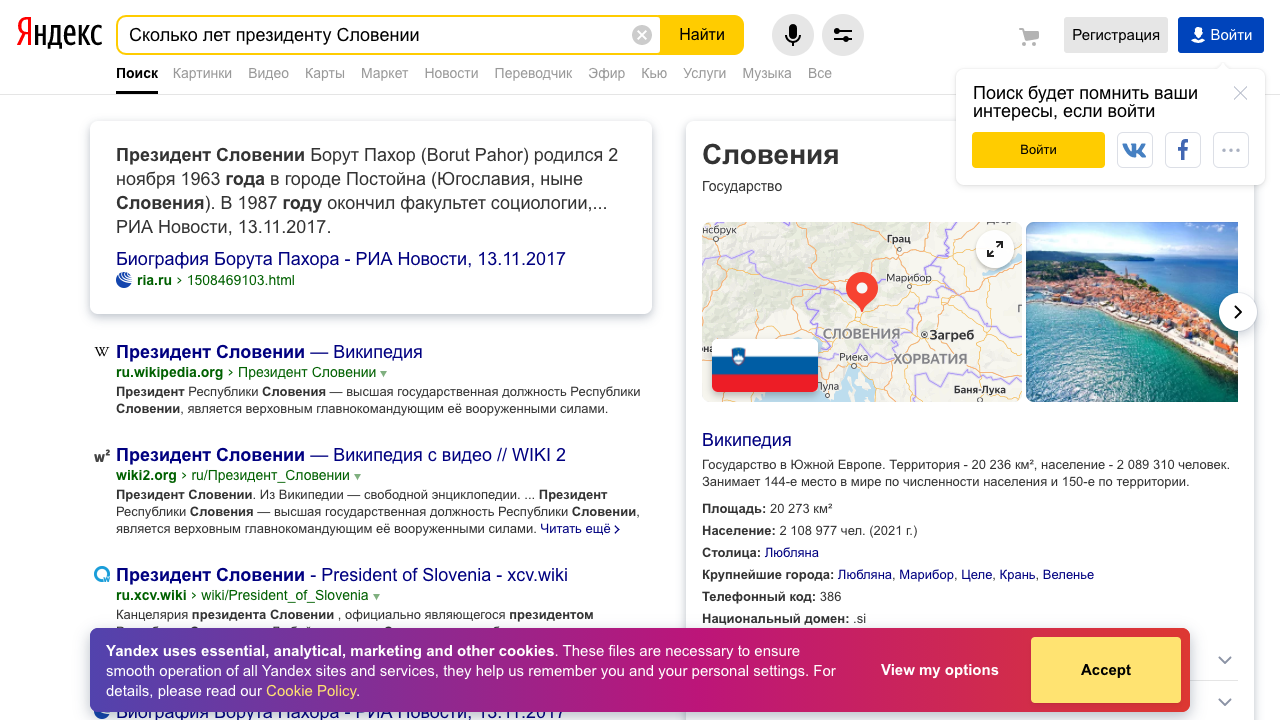 Яндекс
Сколько лет президенту Словении
Найти
Регистрация
Войти
Поиск Картинки Видео Карты Маркет Новости Переводчик Эфир Кью Услуги Музыка Все
Поиск будет помнить ваши
интересы, если войти
Войти
Президент Словении Борут Пахор (Borut Pahor) родился 2
ноября 1963 года в городе Постойна (Югославия, ныне
Словения). В 1987 году окончил факультет социологии,...
РИА Новости, 13.11.2017.
Биография Борута Пахора - РИА Новости, 13.11.2017
ria.ru › 1508469103.html
Президент Словении — Википедия
ru.wikipedia.org › Президент Словении
Президент Республики Словения — высшая государственная должность Республики
Словении, является верховным главнокомандующим её вооруженными силами.
Президент Словении — Википедия с видео // WIKI 2
wiki2.org › ru/Президент_Словении
Президент Словении. Из Википедии — свободной энциклопедии. ... Президент
Республики Словения — высшая государственная должность Республики Словении,
является верховным главнокомандующим её вооруженными силами. Читать ещё ›
Президент Словении - President of Slovenia - xcv.wiki
ru.xcv.wiki › wiki/President_of_Slovenia
Канцелярия президента Словении , официально являющегося президентом
Биография Борута Пахора - РИА Новости, 13.11.2017
Словения
Государство
нсбрук
Грац
Марибор
СЛОВЕНИЯ
Загреб
Риека
ХОРВАТИЯ
Пула
Баня-Лука
Википедия
Государство в Южной Европе. Территория - 20 236 км², население - 2 089 310 человек.
Занимает 144-е место в мире по численности населения и 150-е по территории.
Площадь: 20 273 км²
Население: 2 108 977 чел. (2021 г.)
Столица: Любляна
Крупнейшие города: Любляна, Марибор, Целе, Крань, Веленье
Телефонный код: 386
Национальный домен: .si
Yandex uses essential, analytical, marketing and other cookies. These files are necessary to ensure
smooth operation of all Yandex sites and services, they help us remember you and your personal settings. For
details, please read our Cookie Policy.
View my options
Accept